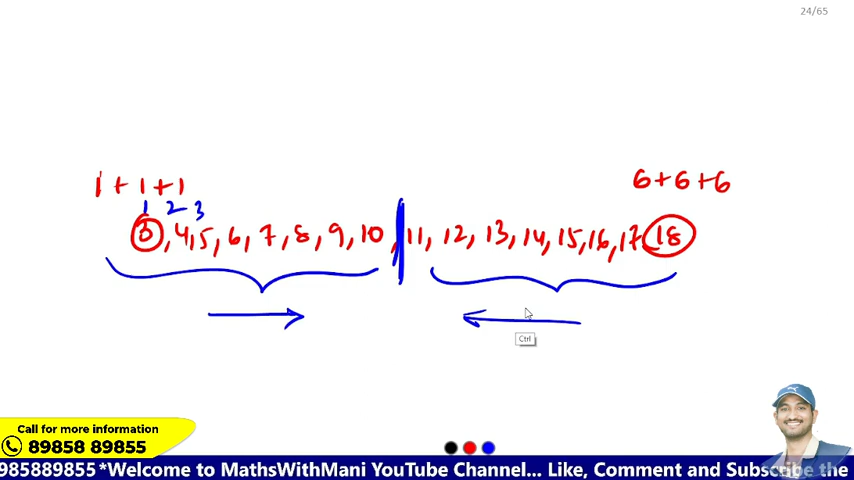 24/65
1 + 1 + 1
6 + 6 + 6
1 2 3
3, 4, 5, 6, 7, 8, 9, 10, 11, 12, 13, 14, 15, 16, 17, 18
Ctrl
Call for more information
89858 89855
985889855 *Welcome to MathsWithMani YouTube Channel... Like, Comment and Subscribe the